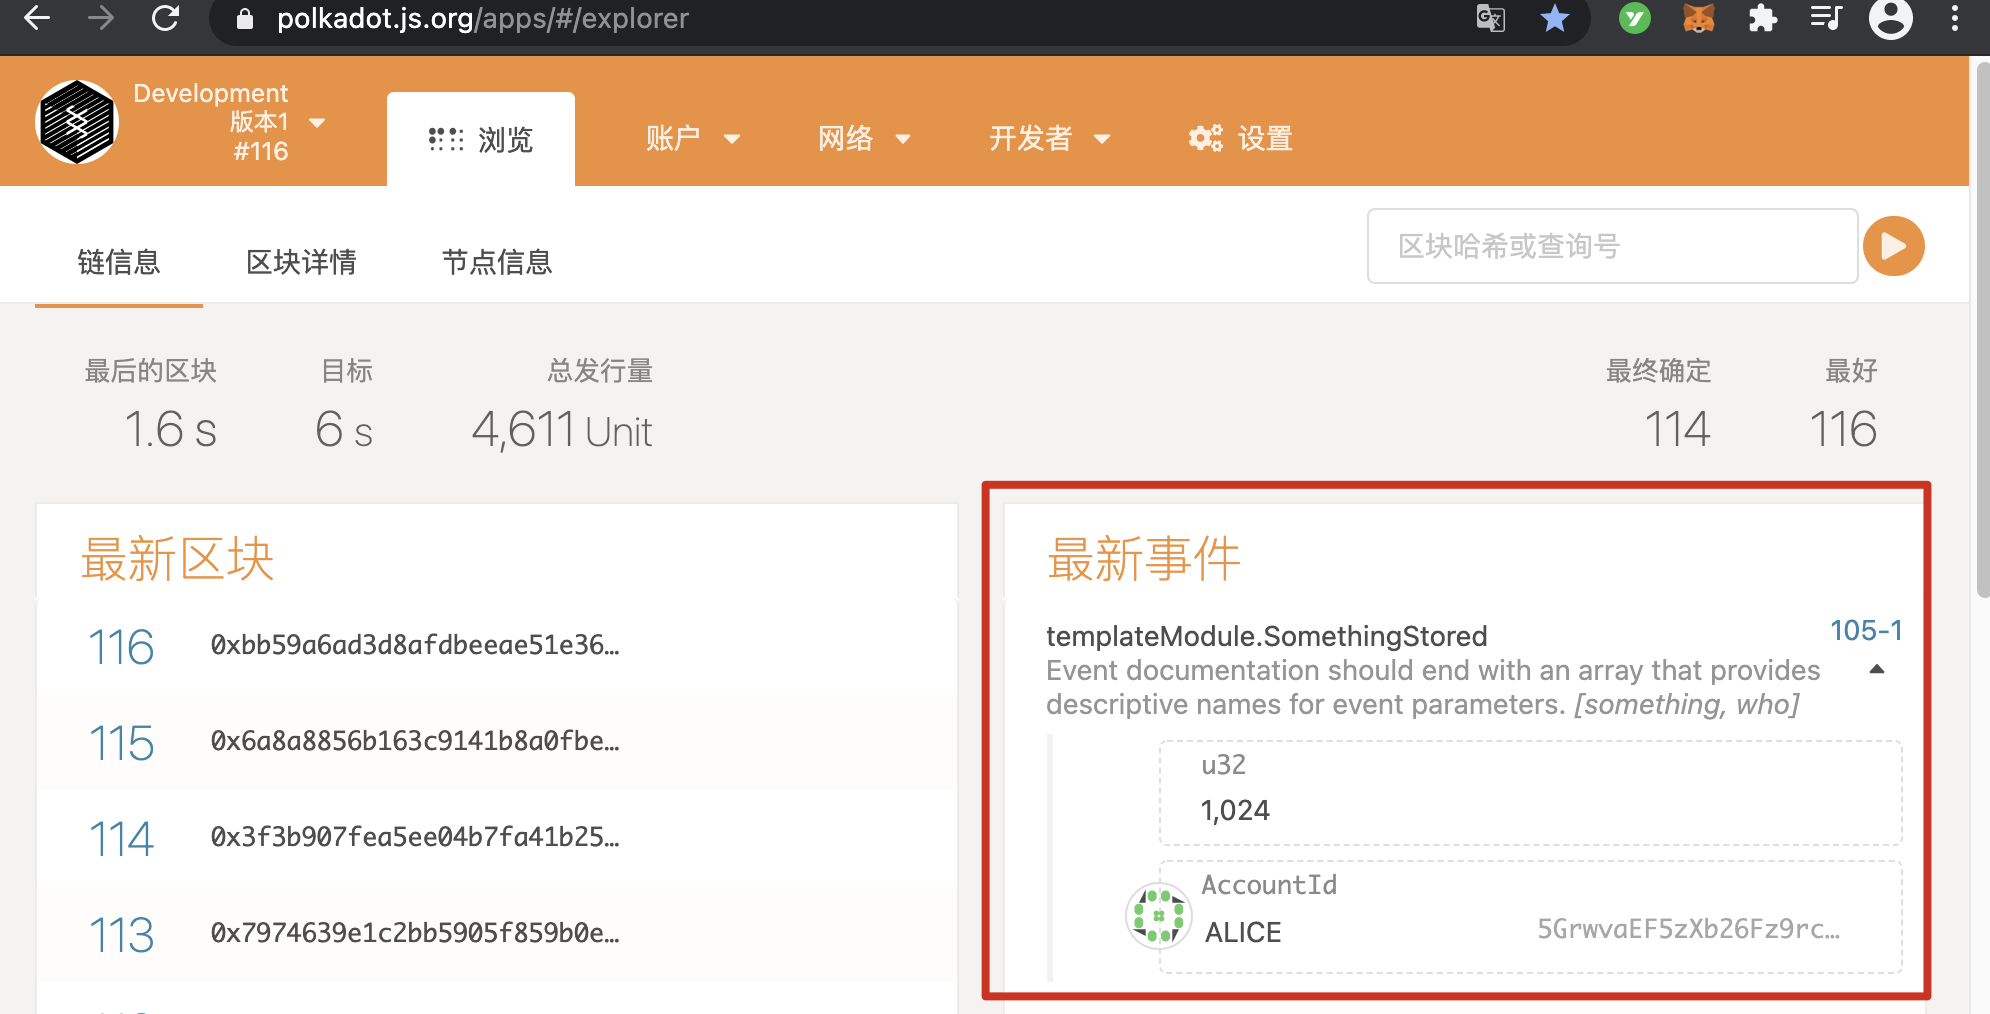 polkadot.js.org/apps/#/explorer
Development
版本1
#116
浏览
账户
网络
开发者
设置
链信息
区块详情
节点信息
区块哈希或查询号
最后的区块
1.6 s
目标
6 s
总发行量
4,611 Unit
最终确定
114
最好
116
最新区块
116 0xbb59a6ad3d8afdbeeae51e36…
115 0x6a8a8856b163c9141b8a0fbe…
114 0x3f3b907fea5ee04b7fa41b25…
113 0x7974639e1c2bb5905f859b0e…
最新事件
templateModule.SomethingStored 105-1
Event documentation should end with an array that provides
descriptive names for event parameters. [something, who]
u32
1,024
AccountId
ALICE 5GrwvaEF5zXb26Fz9rc…